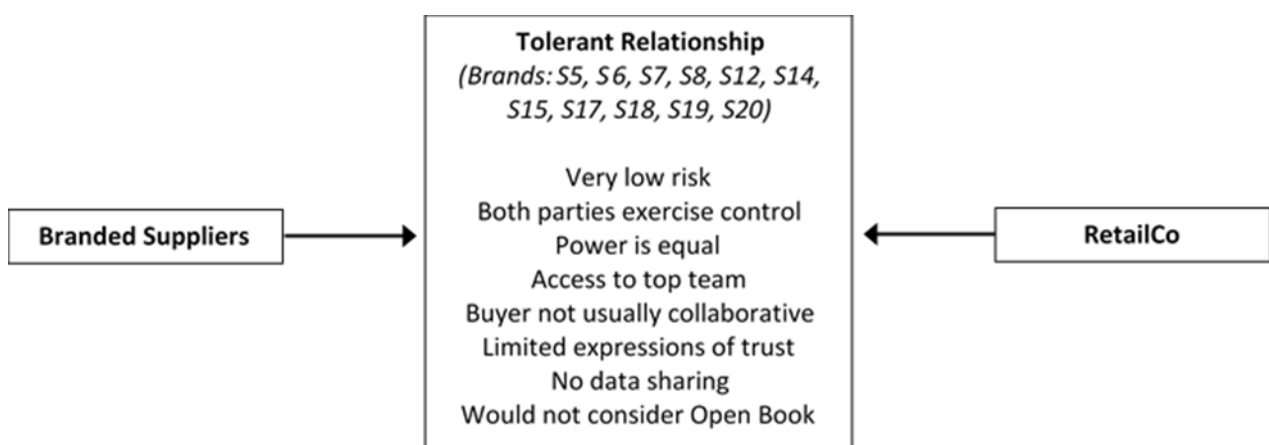 Tolerant Relationship
(Brands: S5, S6, S7, S8, S12, S14,
S15, S17, S18, S19, S20)
Very low risk
Both parties exercise control
Power is equal
Access to top team
Buyer not usually collaborative
Limited expressions of trust
No data sharing
Would not consider Open Book
Branded Suppliers
RetailCo